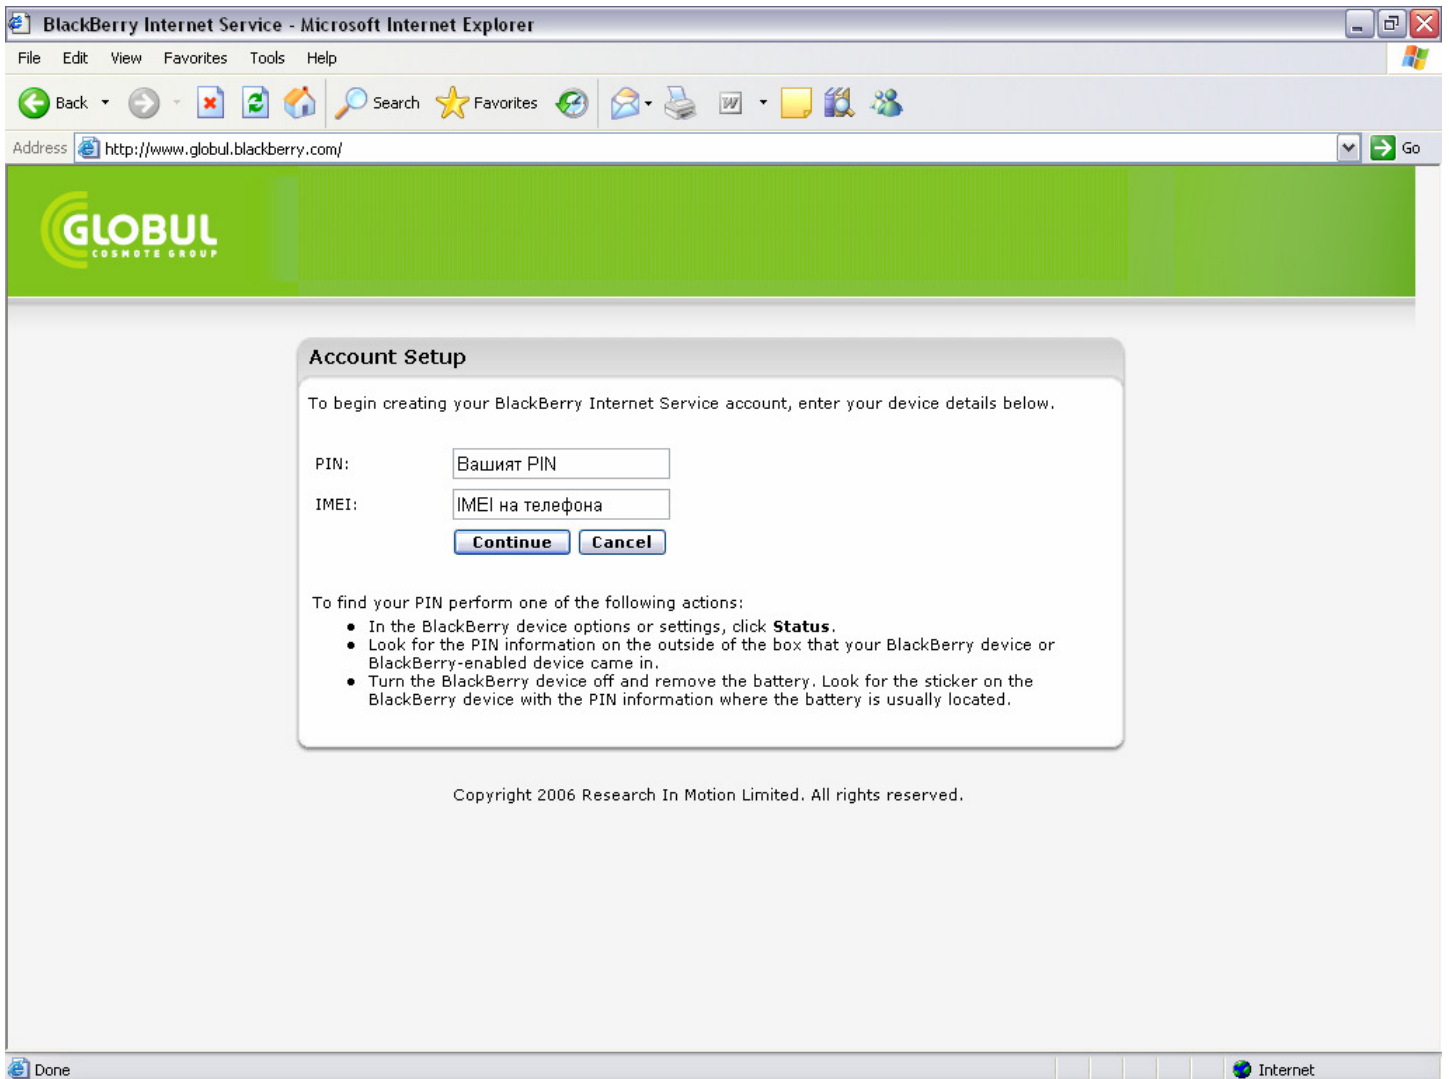 BlackBerry Internet Service - Microsoft Internet Explorer
File Edit View Favorites Tools Help
Back Search Favorites W
Address http://www.globul.blackberry.com/ Go
GLOBUL
COSMOTE GROUP
Account Setup
To begin creating your BlackBerry Internet Service account, enter your device details below.
PIN: Вашият PIN
IMEI: IMEI на телефона
Continue Cancel
To find your PIN perform one of the following actions:
● In the BlackBerry device options or settings, click Status.
● Look for the PIN information on the outside of the box that your BlackBerry device or
BlackBerry-enabled device came in.
● Turn the BlackBerry device off and remove the battery. Look for the sticker on the
BlackBerry device with the PIN information where the battery is usually located.
Copyright 2006 Research In Motion Limited. All rights reserved.
Done Internet